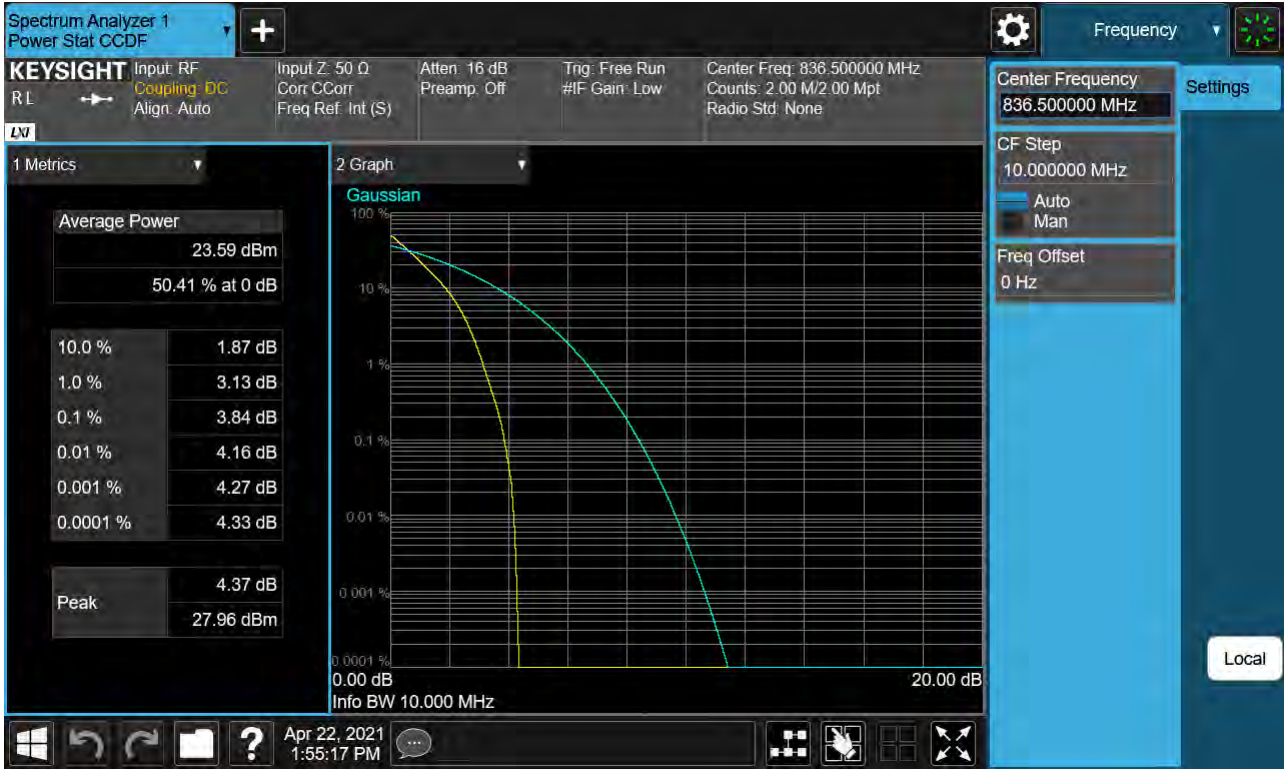 Spectrum Analyzer 1
Power Stat CCDF
Frequency
KEYSIGHT
R L
LXI
Input: RF
Coupling: DC
Align: Auto
Input Z: 50 Ω
Corr CCorr
Freq Ref: Int (S)
Atten: 16 dB
Preamp: Off
Trig: Free Run
#IF Gain: Low
Center Freq: 836.500000 MHz
Counts: 2.00 M/2.00 Mpt
Radio Std: None
Center Frequency
836.500000 MHz
Settings
CF Step
10.000000 MHz
Auto
Man
Freq Offset
0 Hz
Local
1 Metrics
Average Power
23.59 dBm
50.41 % at 0 dB
10.0 % 1.87 dB
1.0 % 3.13 dB
0.1 % 3.84 dB
0.01 % 4.16 dB
0.001 % 4.27 dB
0.0001 % 4.33 dB
Peak
4.37 dB
27.96 dBm
2 Graph
Gaussian
100 %
10 %
1 %
0.1 %
0.01 %
0.001 %
0.0001 %
0.00 dB 20.00 dB
Info BW 10.000 MHz
Apr 22, 2021
1:55:17 PM